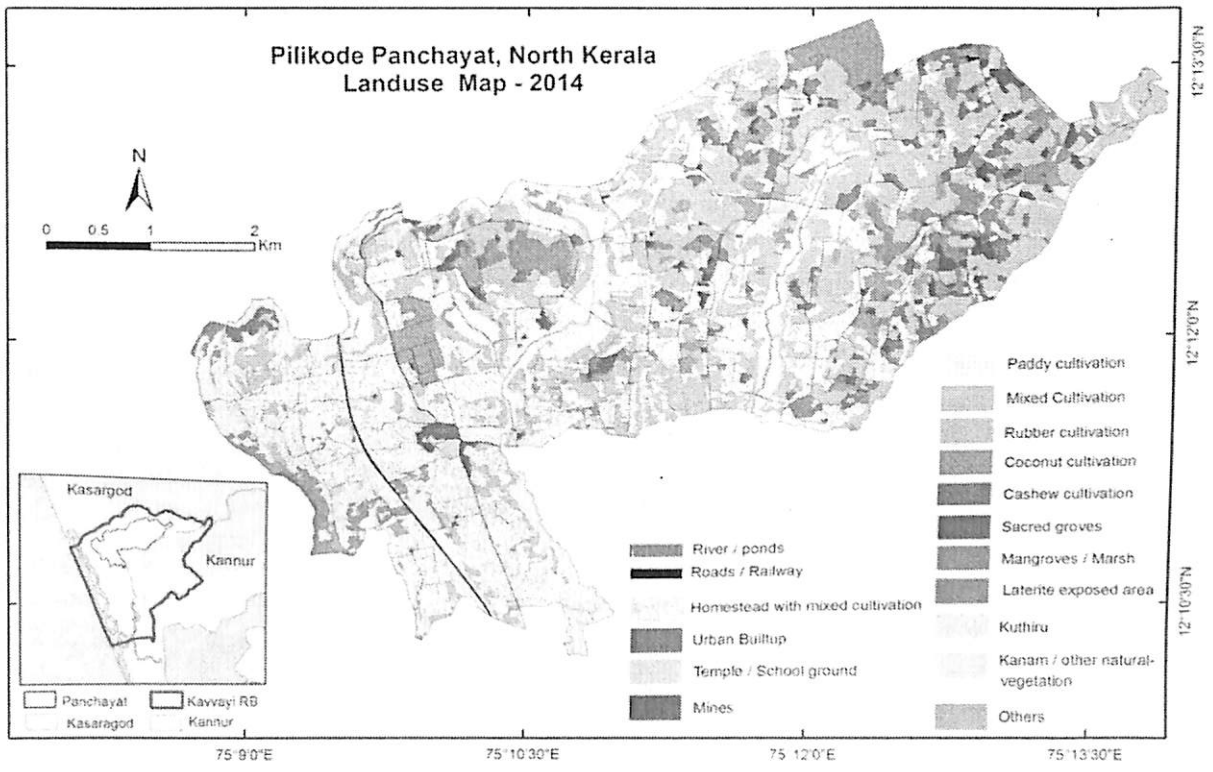 Pilikode Panchayat, North Kerala
Landuse Map - 2014
N
0 0.5 1 2
Km
12°13'30"N
12°12'0"N
12°10'30"N
Paddy cultivation
Mixed Cultivation
Rubber cultivation
Coconut cultivation
Cashew cultivation
Sacred groves
Mangroves / Marsh
Laterite exposed area
Kuthiru
Kanam / other natural-
vegetation
Others
River / ponds
Roads / Railway
Homestead with mixed cultivation
Urban Builtup
Temple / School ground
Mines
Kasargod
Kannur
Panchayat Kavvayi RB
Kasaragod Kannur
75°9'0"E 75°10'30"E 75°12'0"E 75°13'30"E